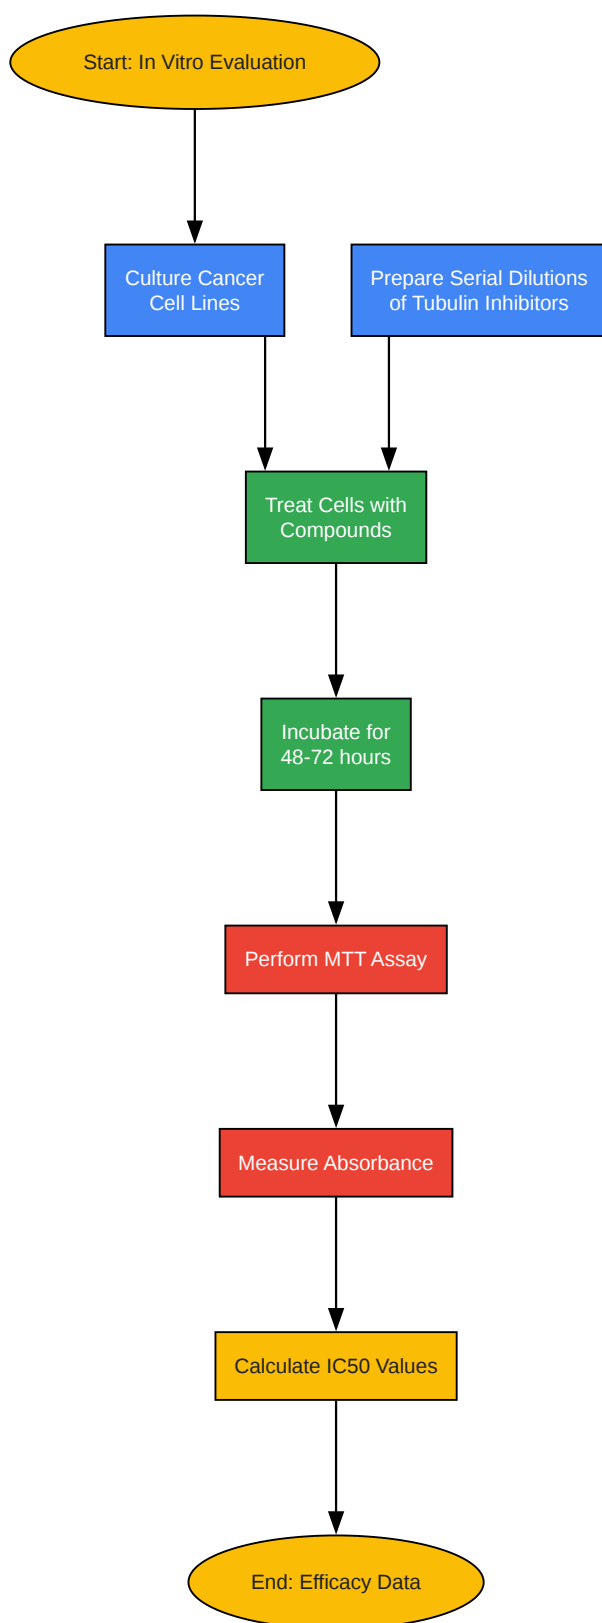 Start: In Vitro Evaluation
Culture Cancer
Cell Lines
Prepare Serial Dilutions
of Tubulin Inhibitors
Treat Cells with
Compounds
Incubate for
48-72 hours
Perform MTT Assay
Measure Absorbance
Calculate IC50 Values
End: Efficacy Data